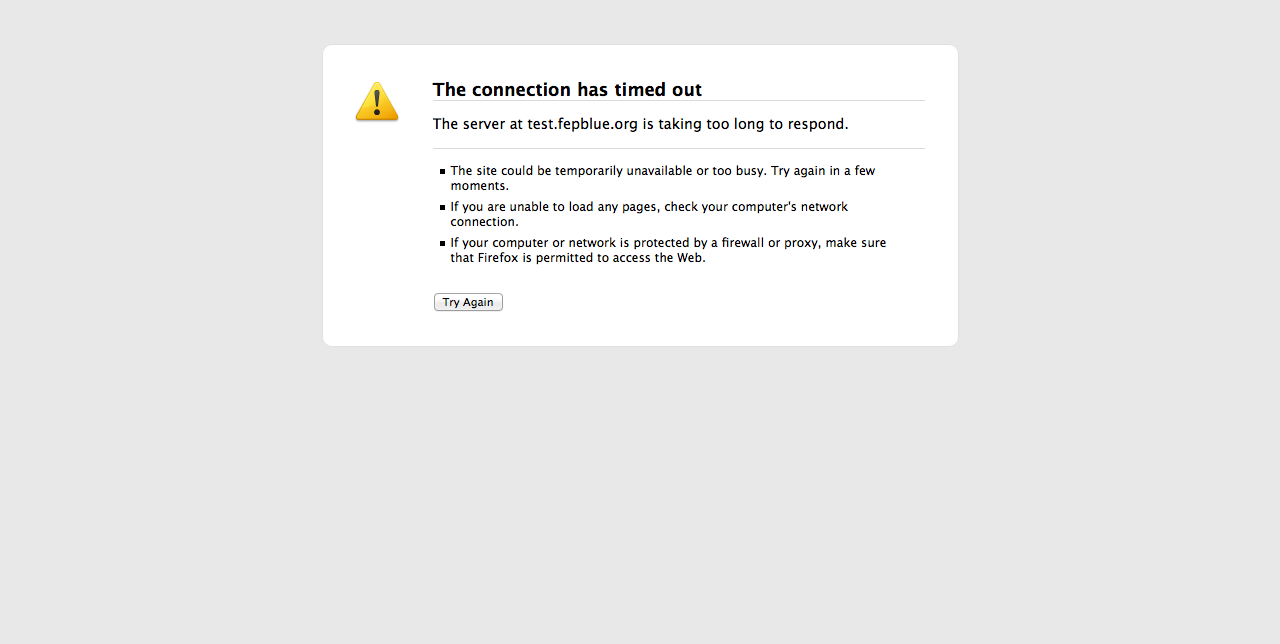 The connection has timed out
The server at test.fepblue.org is taking too long to respond.
The site could be temporarily unavailable or too busy. Try again in a few
moments.
If you are unable to load any pages, check your computer's network
connection.
If your computer or network is protected by a firewall or proxy, make sure
that Firefox is permitted to access the Web.
Try Again